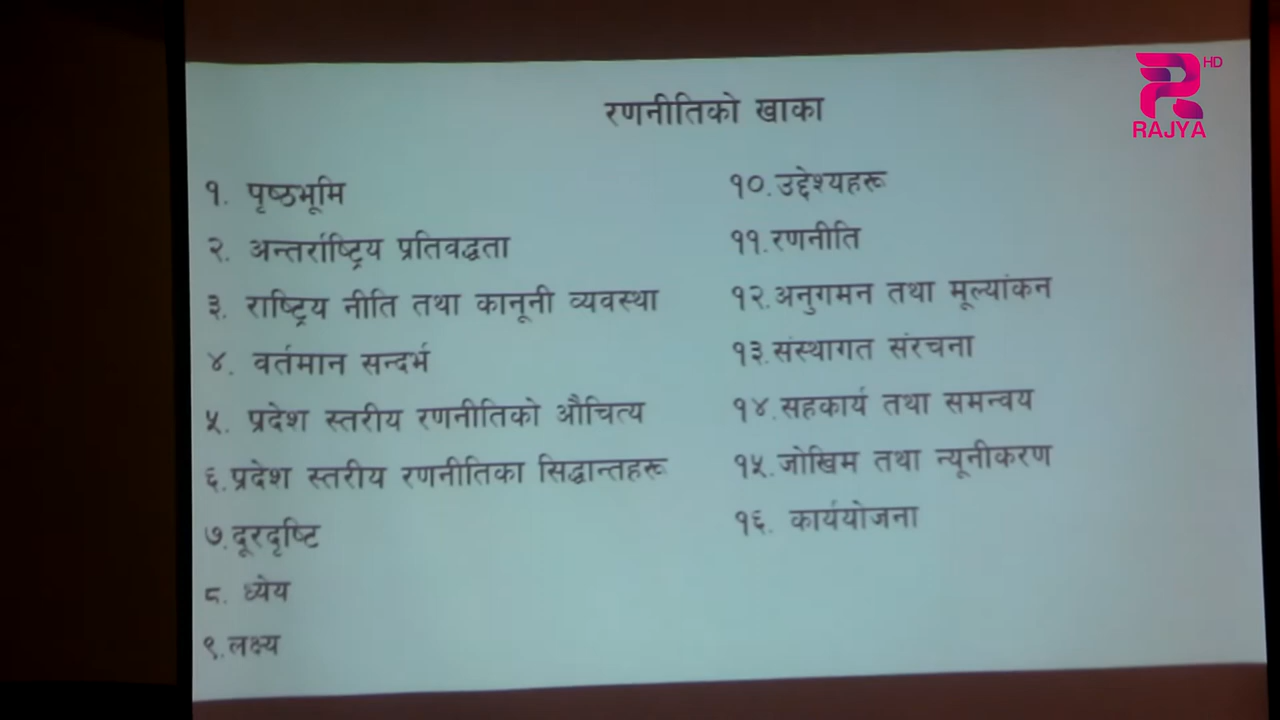 रणनीतिको खाका
१. पृष्ठभूमि
२. अन्तर्राष्ट्रिय प्रतिवद्धता
३. राष्ट्रिय नीति तथा कानूनी व्यवस्था
४. वर्तमान सन्दर्भ
५. प्रदेश स्तरीय रणनीतिको औचित्य
६.प्रदेश स्तरीय रणनीतिका सिद्धान्तहरू
७.दूरदृष्टि
८. ध्येय
९.लक्ष्य
१०.उद्देश्यहरू
११.रणनीति
१२.अनुगमन तथा मूल्यांकन
१३.संस्थागत संरचना
१४.सहकार्य तथा समन्वय
१५.जोखिम तथा न्यूनीकरण
१६. कार्ययोजना
HD
RAJYA